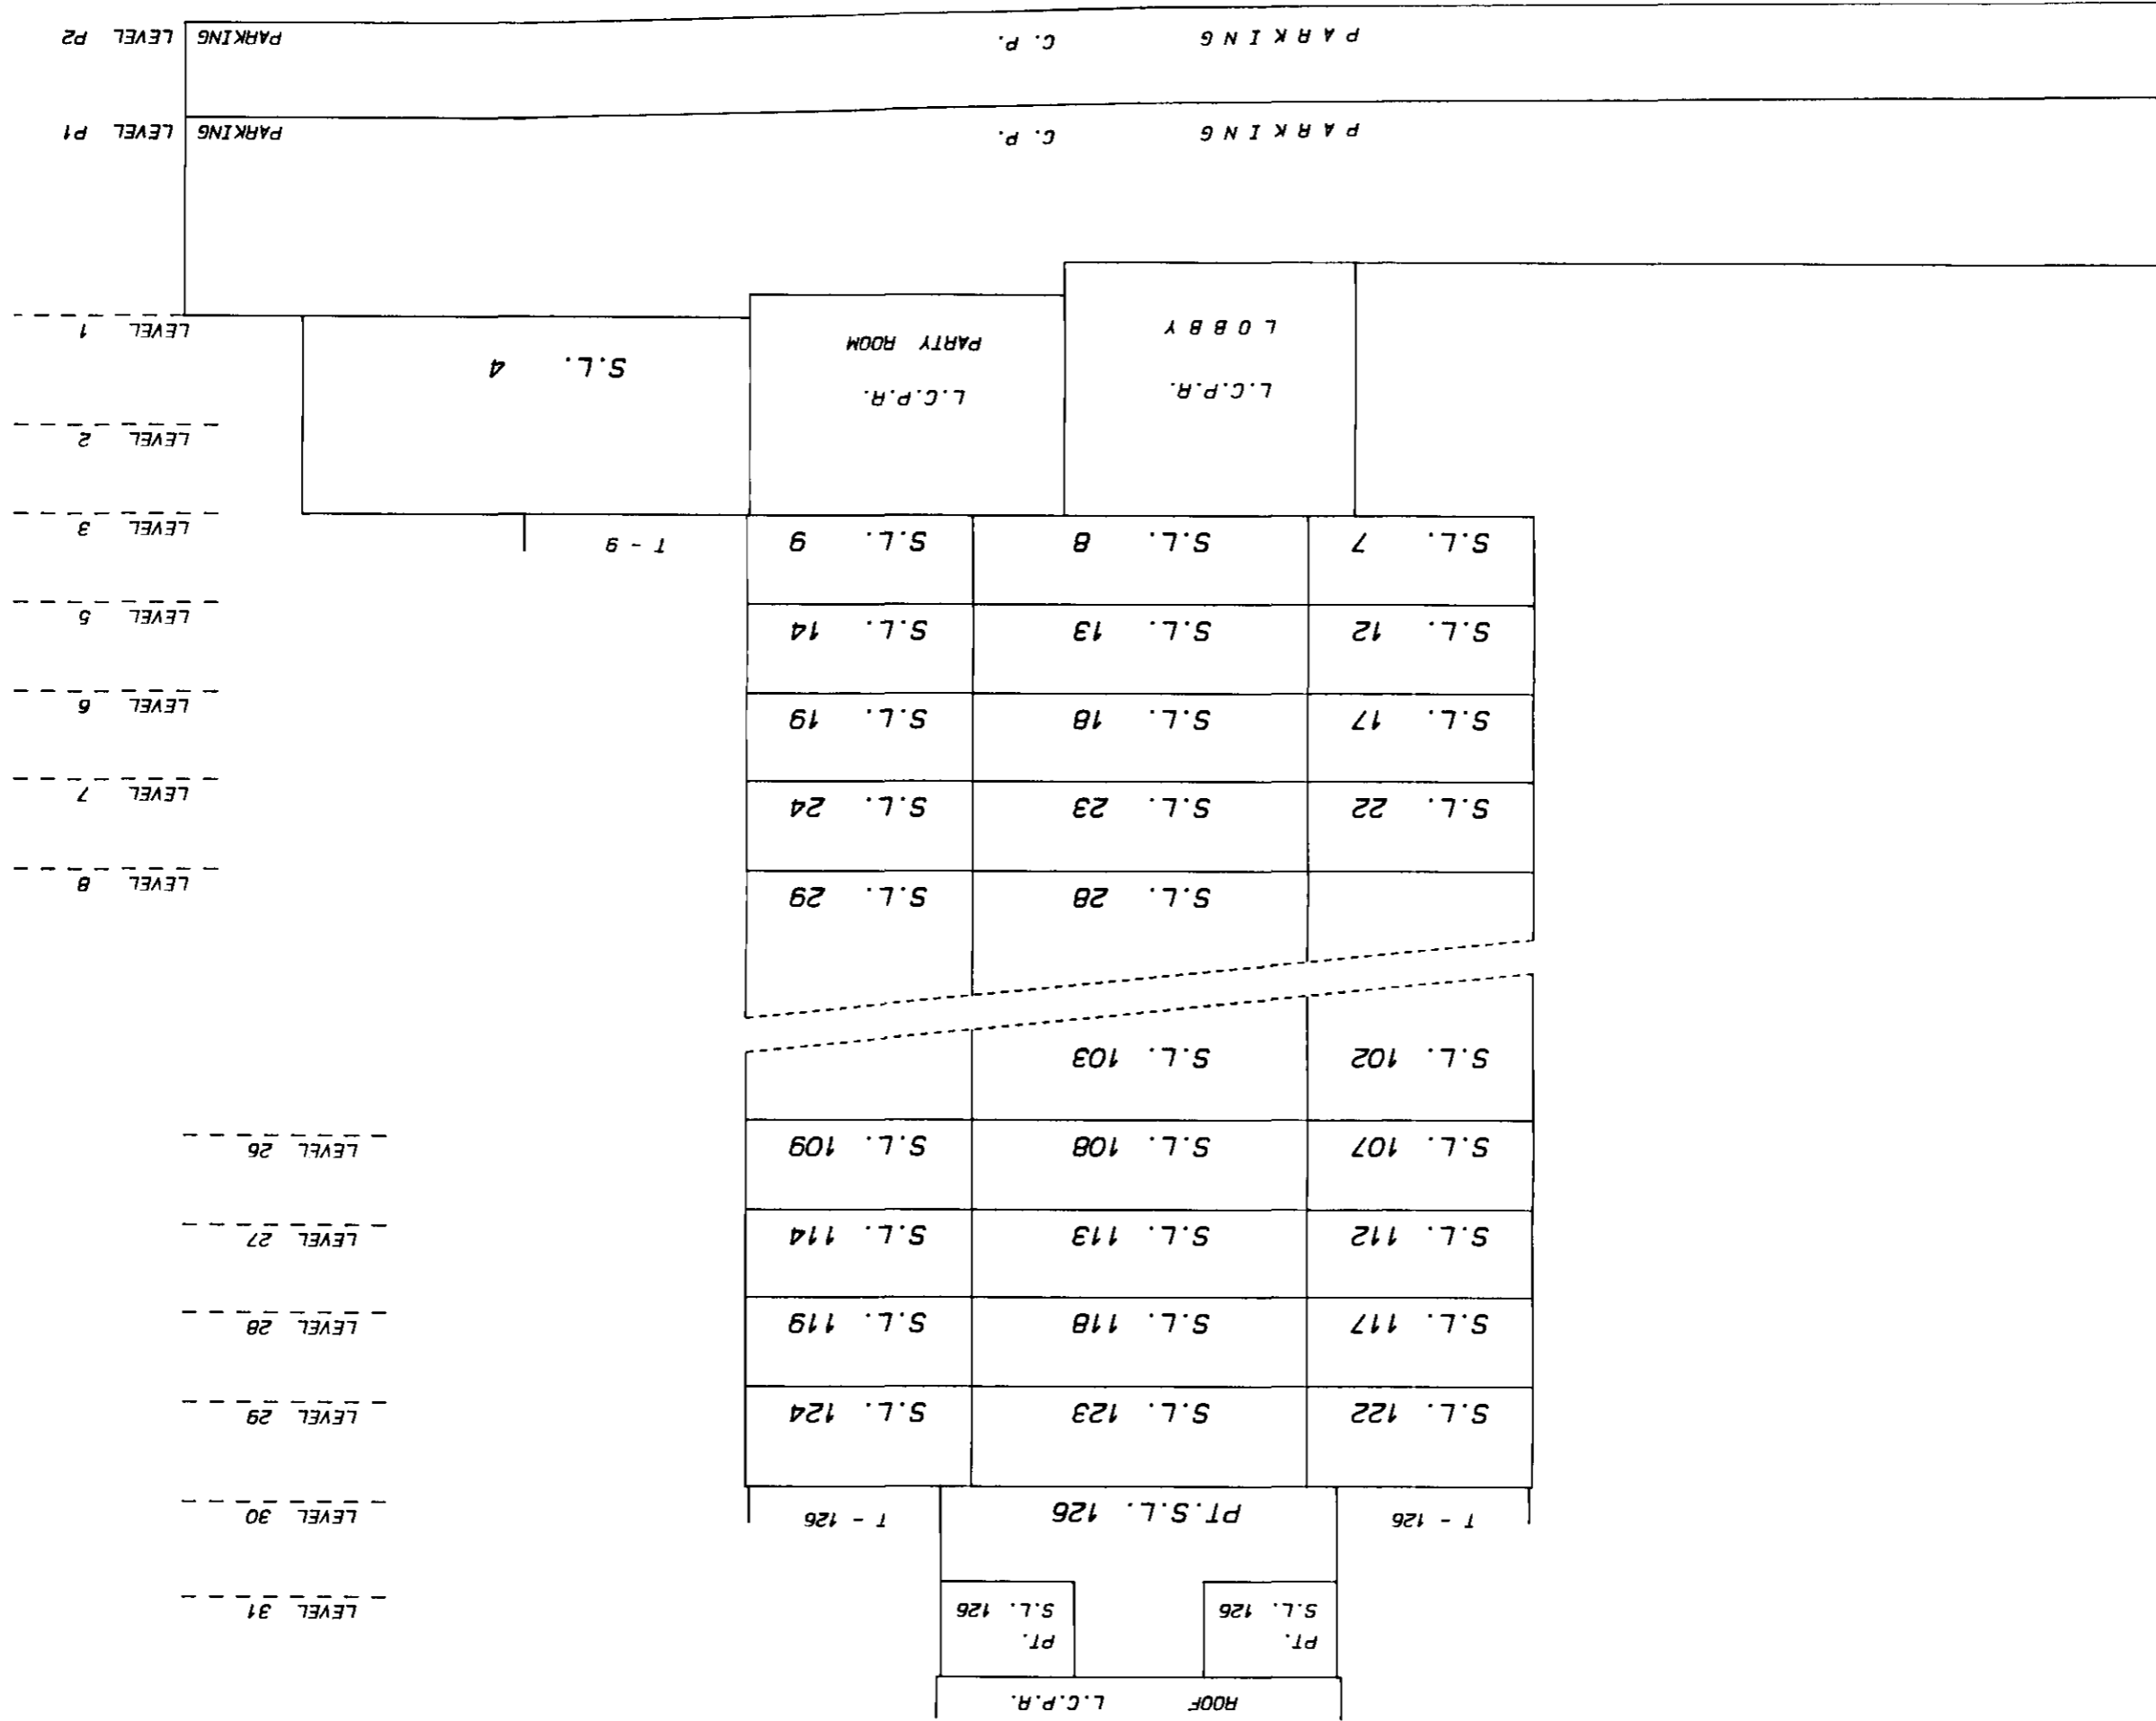 ROOF L.C.P.R.
PT. PT.
S.L. 126 S.L. 126 LEVEL 31
T - 126 PT.S.L. 126 T - 126 LEVEL 30
S.L. 122 S.L. 123 S.L. 124 LEVEL 29
S.L. 117 S.L. 118 S.L. 119 LEVEL 28
S.L. 112 S.L. 113 S.L. 114 LEVEL 27
S.L. 107 S.L. 108 S.L. 109 LEVEL 26
S.L. 102 S.L. 103
S.L. 28 S.L. 29 LEVEL 8
S.L. 22 S.L. 23 S.L. 24 LEVEL 7
S.L. 17 S.L. 18 S.L. 19 LEVEL 6
S.L. 12 S.L. 13 S.L. 14 LEVEL 5
S.L. 7 S.L. 8 S.L. 9 T - 9 LEVEL 3
LEVEL 2
L.C.P.R. L.C.P.R.
S.L. 4
LOBBY PARTY ROOM LEVEL 1
PARKING C. P. PARKING LEVEL P1
PARKING C. P. PARKING LEVEL P2